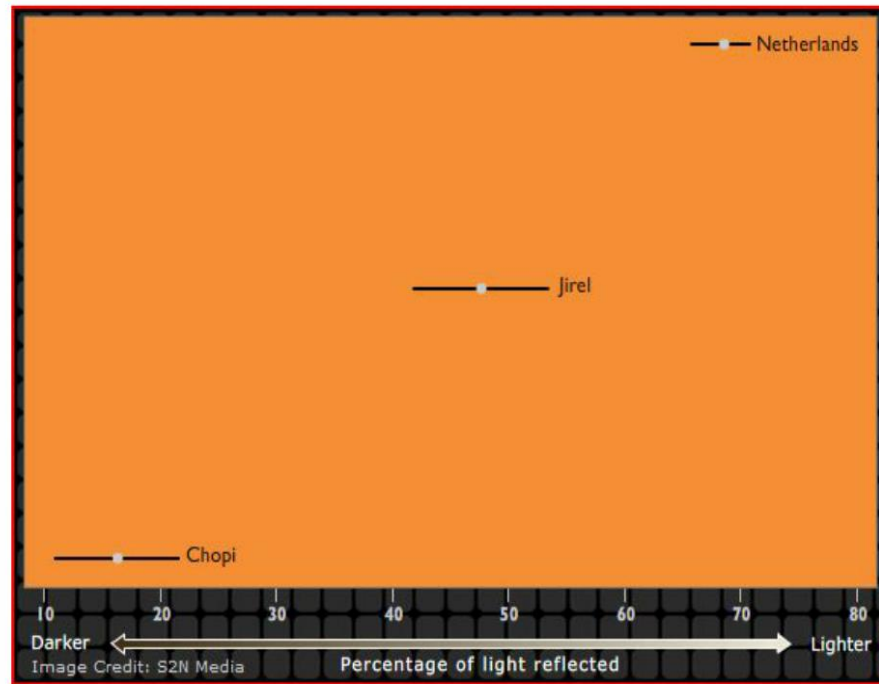 Netherlands
Jirel
Chopi
10 20 30 40 50 60 70 80
Darker Lighter
Image Credit: S2N Media Percentage of light reflected